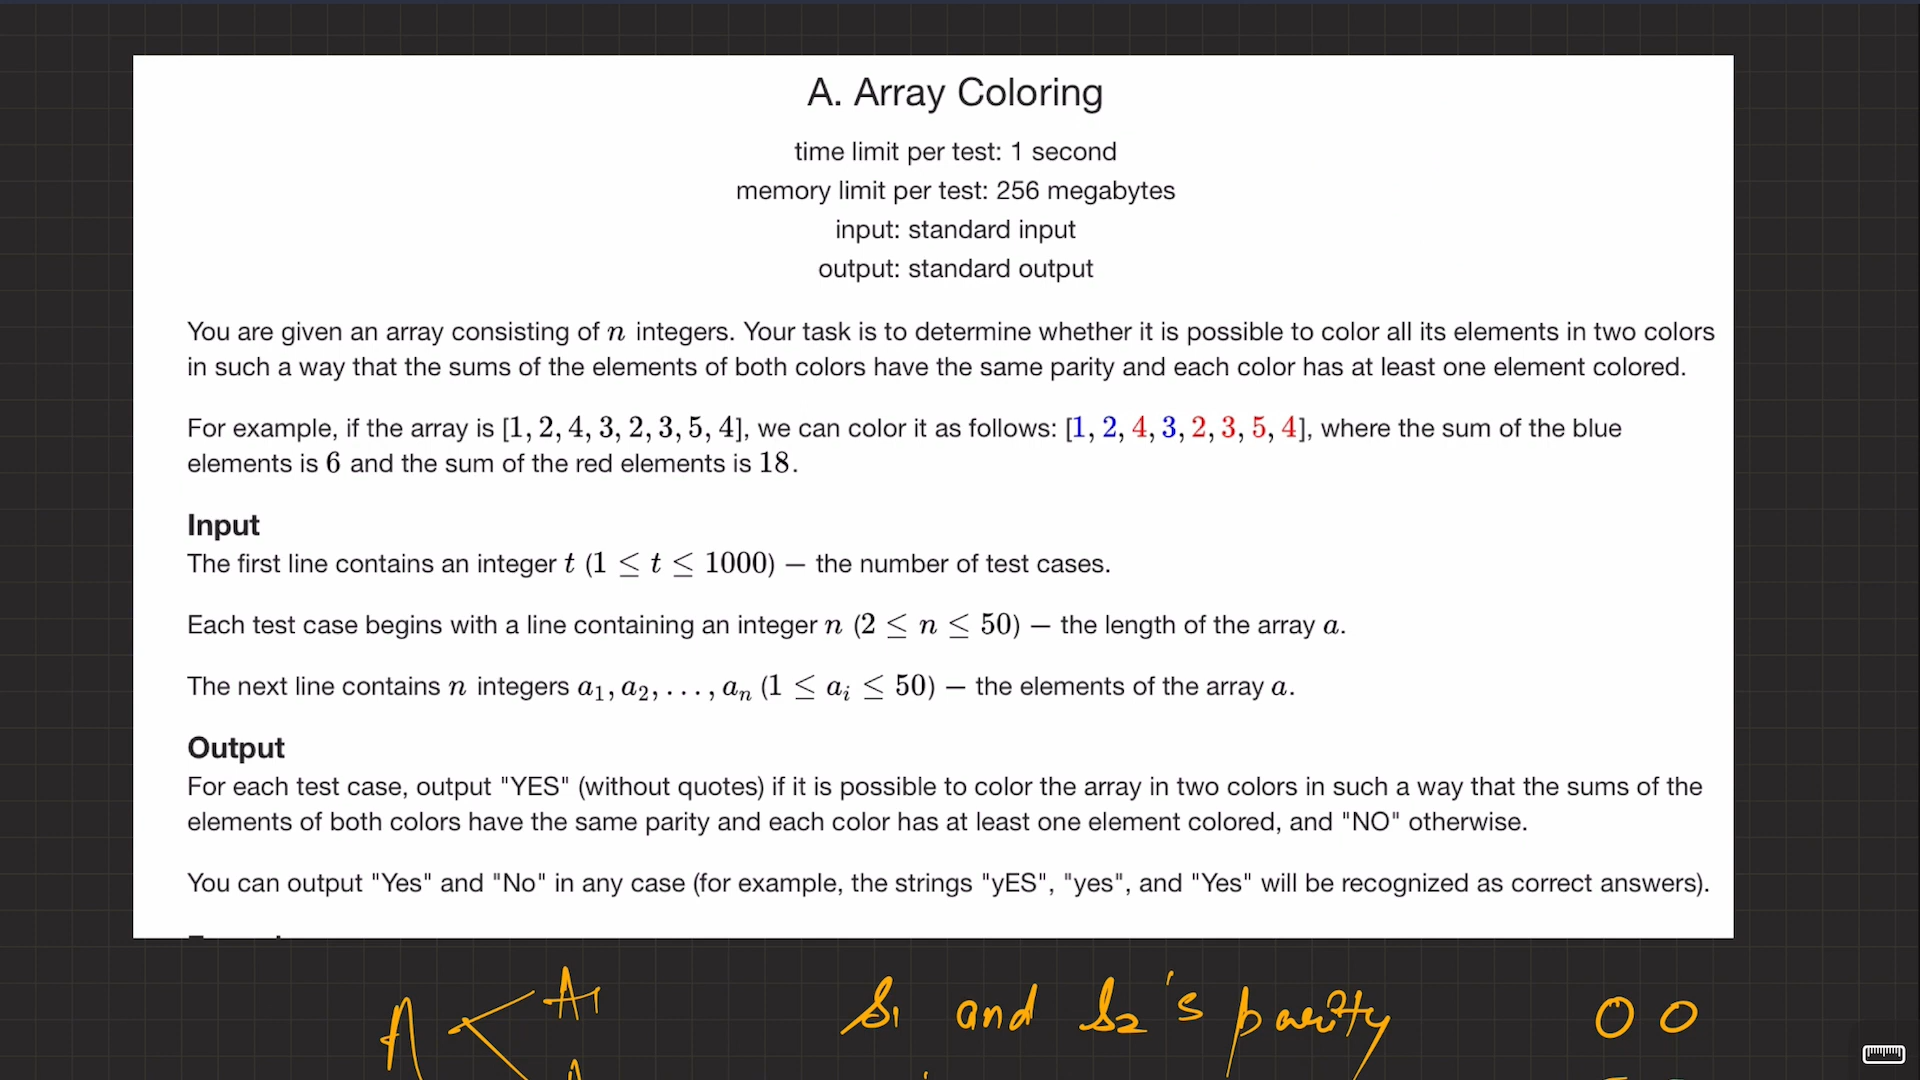 A. Array Coloring
time limit per test: 1 second
memory limit per test: 256 megabytes
input: standard input
output: standard output
You are given an array consisting of n integers. Your task is to determine whether it is possible to color all its elements in two colors
in such a way that the sums of the elements of both colors have the same parity and each color has at least one element colored.
For example, if the array is [1, 2, 4, 3, 2, 3, 5, 4], we can color it as follows: [1, 2, 4, 3, 2, 3, 5, 4], where the sum of the blue
elements is 6 and the sum of the red elements is 18.
Input
The first line contains an integer t (1 ≤ t ≤ 1000) — the number of test cases.
Each test case begins with a line containing an integer n (2 ≤ n ≤ 50) — the length of the array a.
The next line contains n integers a₁, a₂, . . . , aₙ (1 ≤ aᵢ ≤ 50) — the elements of the array a.
Output
For each test case, output "YES" (without quotes) if it is possible to color the array in two colors in such a way that the sums of the
elements of both colors have the same parity and each color has at least one element colored, and "NO" otherwise.
You can output "Yes" and "No" in any case (for example, the strings "yES", "yes", and "Yes" will be recognized as correct answers).
A < A₁ S₁ and S₂'s parity O O